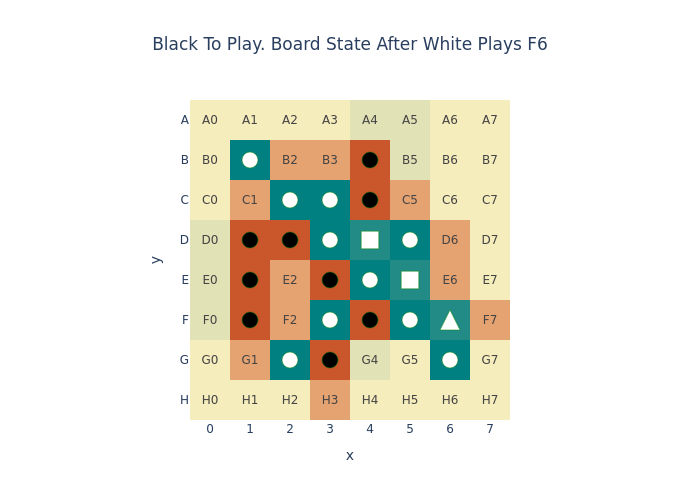 Black To Play. Board State After White Plays F6
A A0 A1 A2 A3 A4 A5 A6 A7
B B0 B2 B3 B5 B6 B7
C C0 C1 C5 C6 C7
D D0 D6 D7
E E0 E2 E6 E7
F F0 F2 F7
G G0 G1 G4 G5 G7
H H0 H1 H2 H3 H4 H5 H6 H7
0 1 2 3 4 5 6 7
x
y